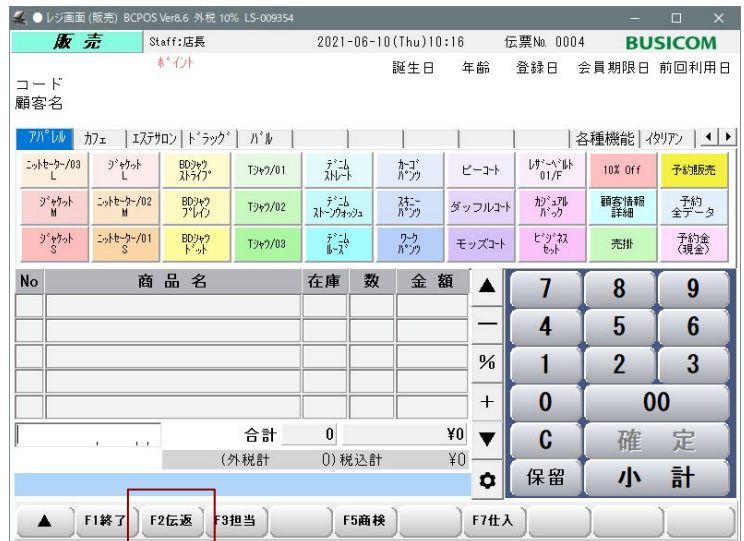 ● レジ画面 (販売) BCPOS Ver8.6 外税 10% LS-009354
販 売 Staff:店長 2021-06-10(Thu)10:16 伝票No. 0004 BUSICOM
ﾎﾟｲﾝﾄ 誕生日 年齢 登録日 会員期限日 前回利用日
コード
顧客名
ｱﾊﾟﾚﾙ ｶﾌｪ ｴｽﾃｻﾛﾝ ﾄﾞﾗｯｸﾞ ﾊﾞﾙ 各種機能 ｲﾀﾘｱﾝ
ﾆｯﾄｾｰﾀｰ/03 L ｼﾞｬｹｯﾄ L BDｼｬﾂ ｽﾄﾗｲﾌﾟ Tｼｬﾂ/01 ﾃﾞﾆﾑ ｽﾄﾚｰﾄ ｶｰｺﾞ ﾊﾟﾝﾂ ピーコート ﾚｻﾞｰﾍﾞﾙﾄ 01/F 10% Off 予約販売
ｼﾞｬｹｯﾄ M ﾆｯﾄｾｰﾀｰ/02 M BDｼｬﾂ ﾌﾟﾚｲﾝ Tｼｬﾂ/02 ﾃﾞﾆﾑ ｽﾄｰﾝｳｫｯｼｭ ｽｷﾆｰ ﾊﾟﾝﾂ ダッフルコート ｶｼﾞｭｱﾙ ﾊﾞｯｸ 顧客情報 詳細 予約 全データ
ｼﾞｬｹｯﾄ S ﾆｯﾄｾｰﾀｰ/01 S BDｼｬﾂ ﾄﾞｯﾄ Tｼｬﾂ/03 ﾃﾞﾆﾑ ﾙｰｽﾞ ﾜｰｸ ﾊﾟﾝﾂ モッズコート ﾋﾞｼﾞﾈｽ ｾｯﾄ 売掛 予約金 (現金)
No 商 品 名 在庫 数 金 額 ▲ 7 8 9
— 4 5 6
% 1 2 3
+ 0 00
合計 0 ¥0 ▼ C 確 定
(外税計 0)税込計 ¥0 保留 小 計
▲ F1終了 F2伝返 F3担当 F5商検 F7仕入